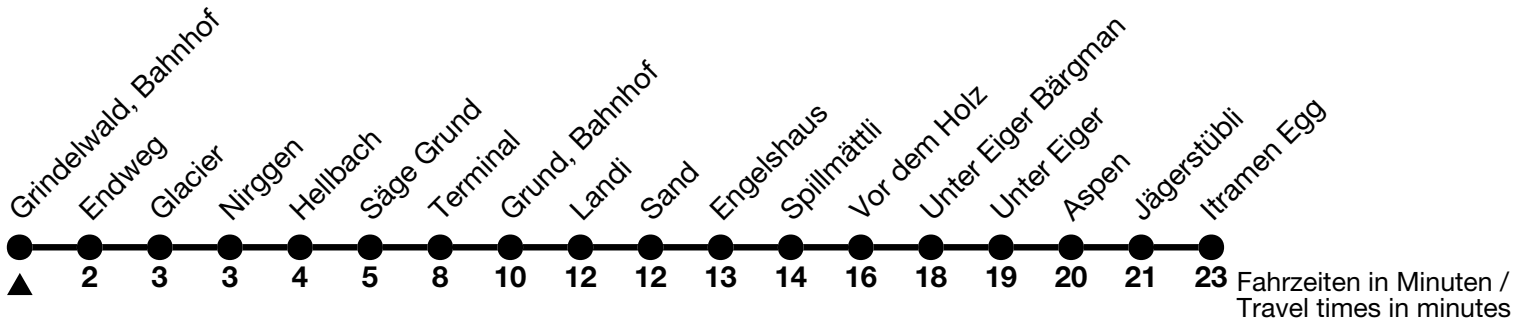 Grindelwald, Bahnhof
Endweg
Glacier
Nirggen
Hellbach
Säge Grund
Terminal
Grund, Bahnhof
Landi
Sand
Engelshaus
Spillmättli
Vor dem Holz
Unter Eiger Bärgman
Unter Eiger
Aspen
Jägerstübli
Itramen Egg
2 3 3 4 5 8 10 12 12 13 14 16 18 19 20 21 23
Fahrzeiten in Minuten /
Travel times in minutes